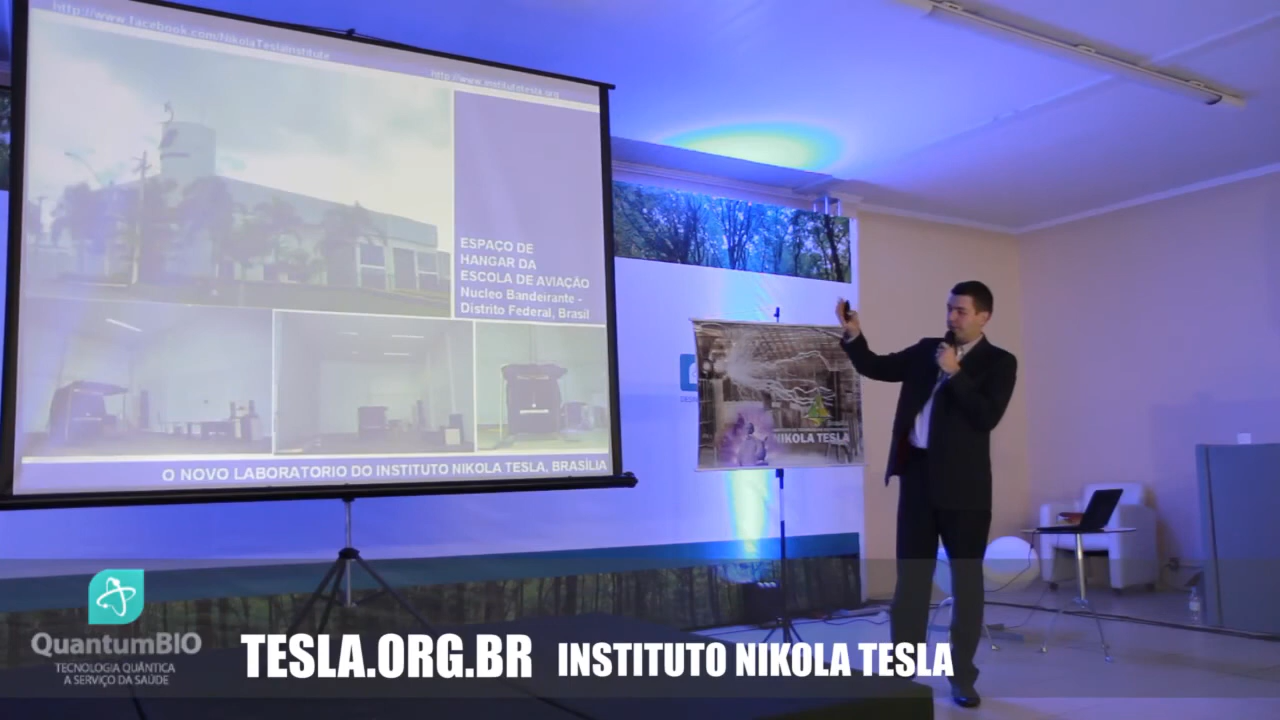 http://www.facebook.com/NikolaTeslaInstitute
http://www.institutotesla.org
ESPAÇO DE
HANGAR DA
ESCOLA DE AVIAÇÃO
Nucleo Bandeirante -
Distrito Federal, Brasil
O NOVO LABORATORIO DO INSTITUTO NIKOLA TESLA, BRASÍLIA
NIKOLA TESLA
QuantumBIO
TECNOLOGIA QUÂNTICA
A SERVIÇO DA SAÚDE
TESLA.ORG.BR INSTITUTO NIKOLA TESLA